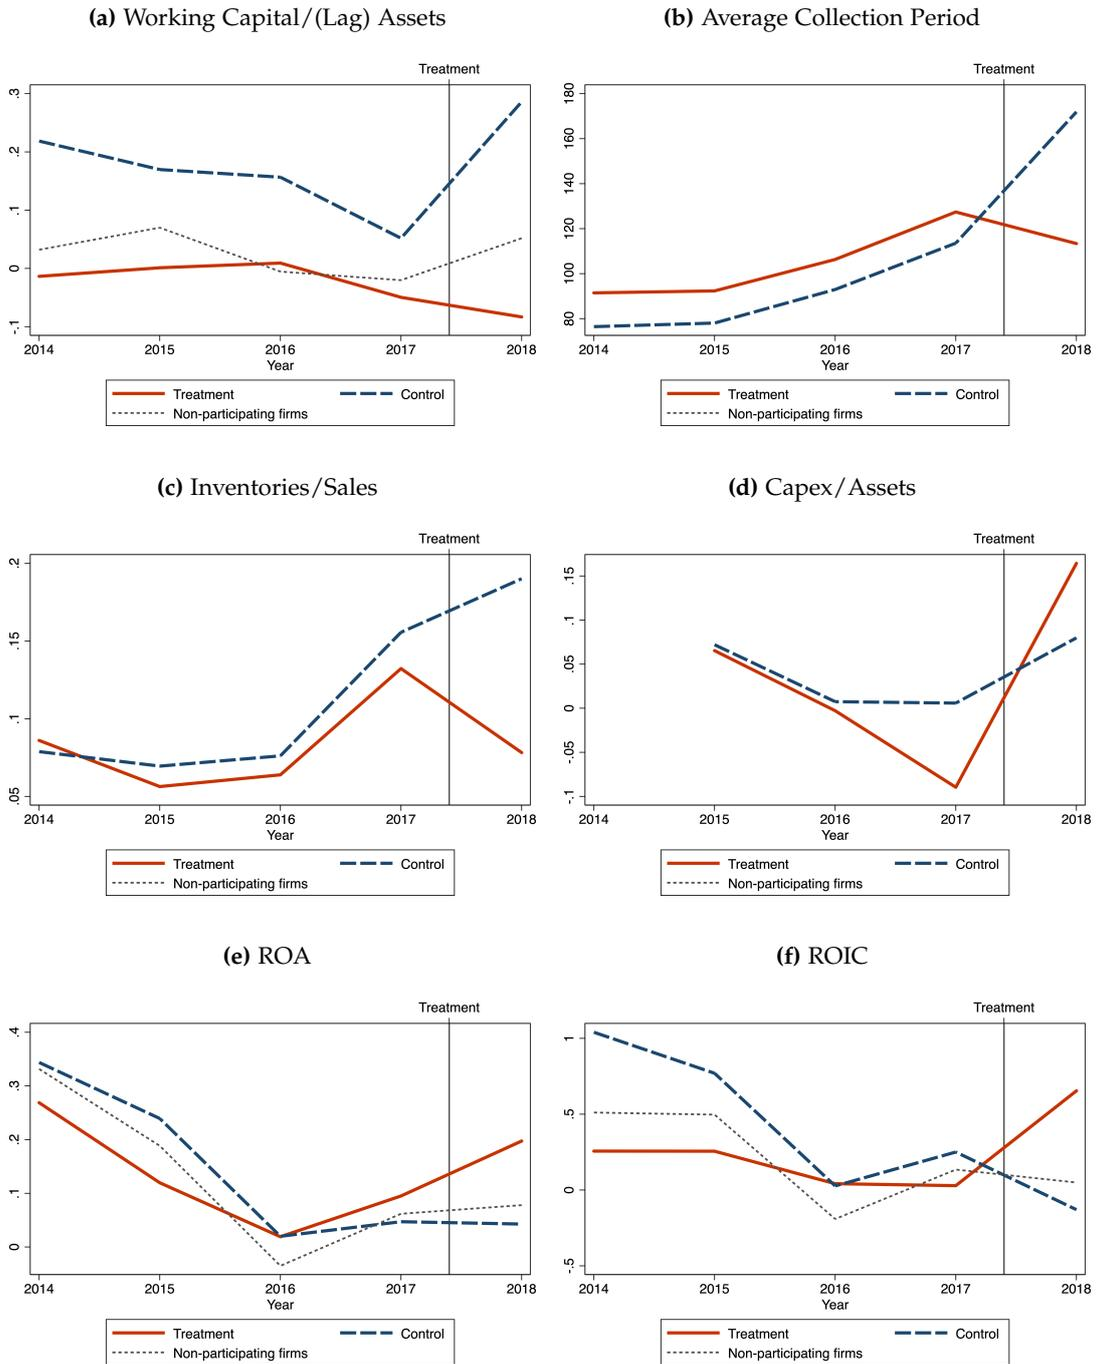 (a) Working Capital/(Lag) Assets
Treatment
.3
.2
.1
0
-.1
2014 2015 2016 2017 2018
Year
Treatment Control
Non-participating firms
(b) Average Collection Period
Treatment
180
160
140
120
100
80
2014 2015 2016 2017 2018
Year
Treatment Control
Non-participating firms
(c) Inventories/Sales
Treatment
.2
.15
.1
.05
2014 2015 2016 2017 2018
Year
Treatment Control
Non-participating firms
(d) Capex/Assets
Treatment
.15
.1
.05
0
-.05
-.1
2014 2015 2016 2017 2018
Year
Treatment Control
Non-participating firms
(e) ROA
Treatment
.4
.3
.2
.1
0
2014 2015 2016 2017 2018
Year
Treatment Control
Non-participating firms
(f) ROIC
Treatment
1
.5
0
-.5
2014 2015 2016 2017 2018
Year
Treatment Control
Non-participating firms